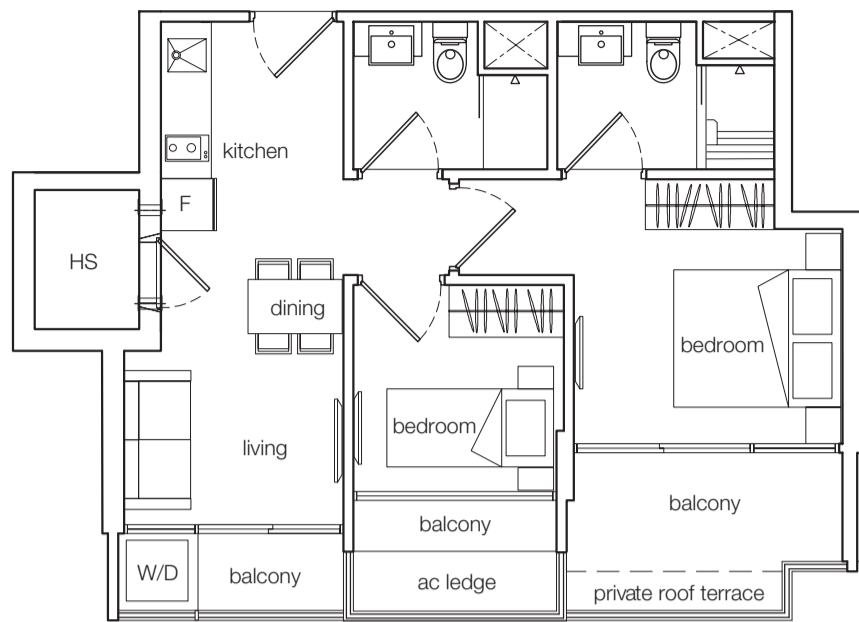 kitchen
F
HS
dining
bedroom
bedroom
living
balcony
balcony
W/D
balcony
ac ledge
private roof terrace